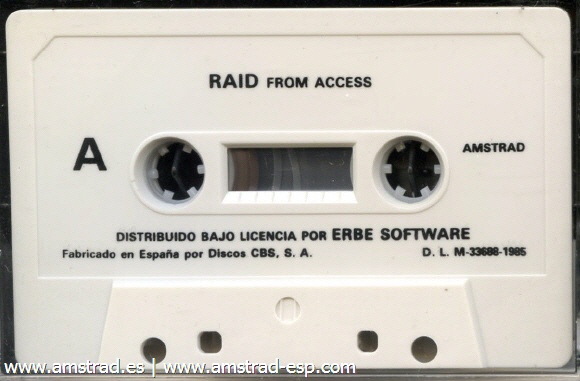 RAID FROM ACCESS
A
AMSTRAD
DISTRIBUIDO BAJO LICENCIA POR ERBE SOFTWARE
Fabricado en España por Discos CBS, S. A.
D. L. M-33688-1985
www.amstrad.es | www.amstrad-esp.com